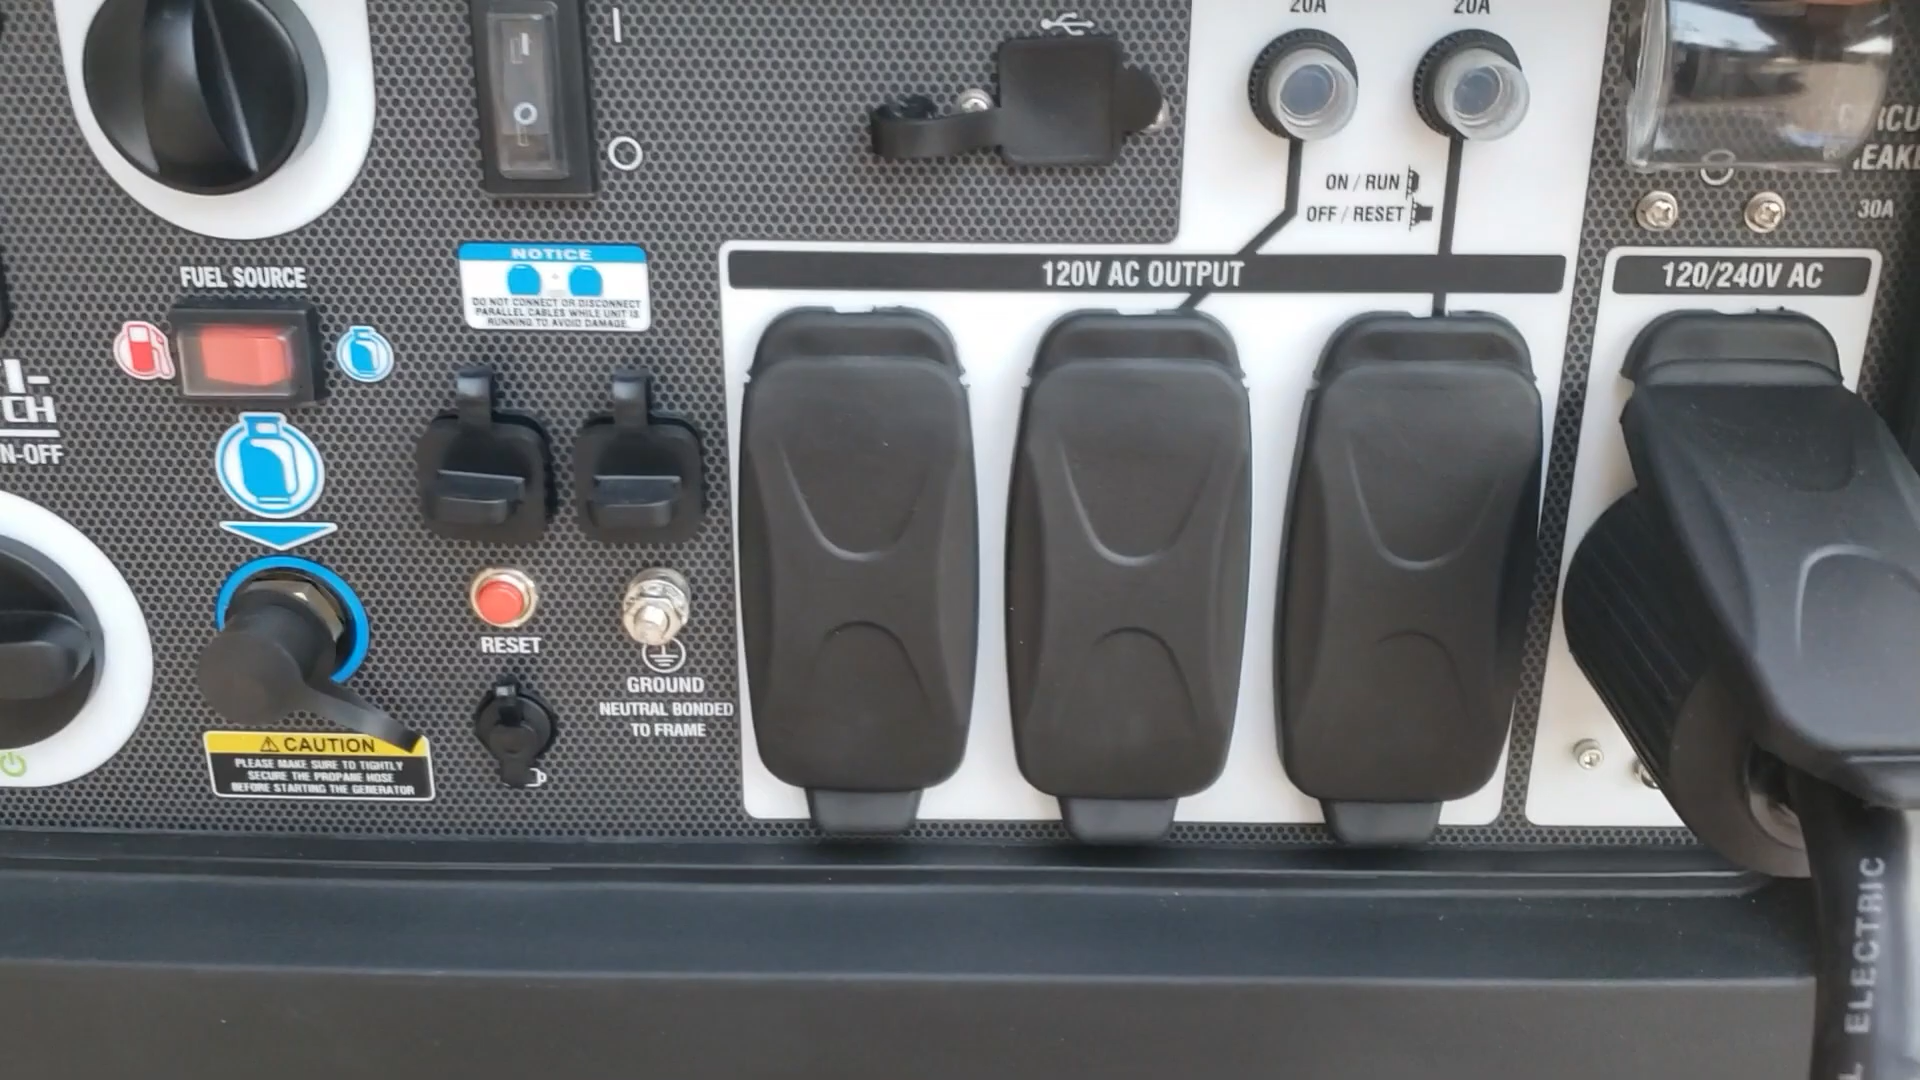 20A
20A
ON / RUN
OFF / RESET
30A
FUEL SOURCE
NOTICE
DO NOT CONNECT OR DISCONNECT
PARALLEL CABLES WHILE UNIT IS
RUNNING TO AVOID DAMAGE.
120V AC OUTPUT
120/240V AC
N-OFF
RESET
GROUND
NEUTRAL BONDED
TO FRAME
CAUTION
PLEASE MAKE SURE TO TIGHTLY
SECURE THE PROPANE HOSE
BEFORE STARTING THE GENERATOR
ELECTRIC